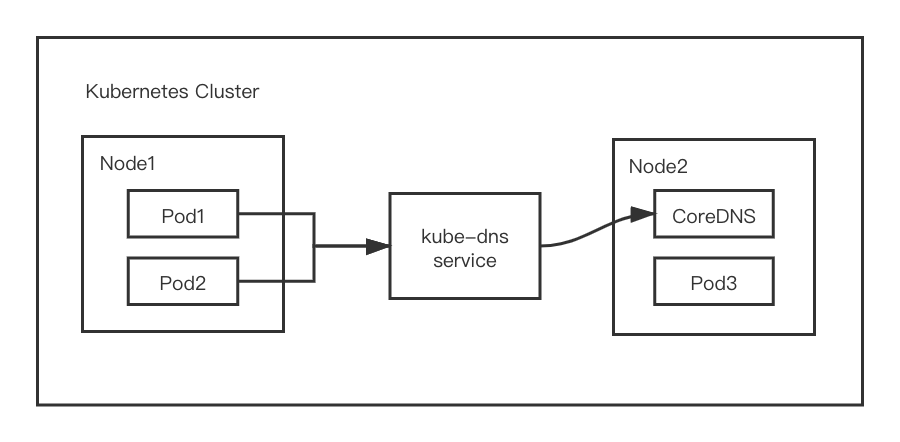 Kubernetes Cluster
Node1
Pod1
Pod2
kube-dns
service
Node2
CoreDNS
Pod3